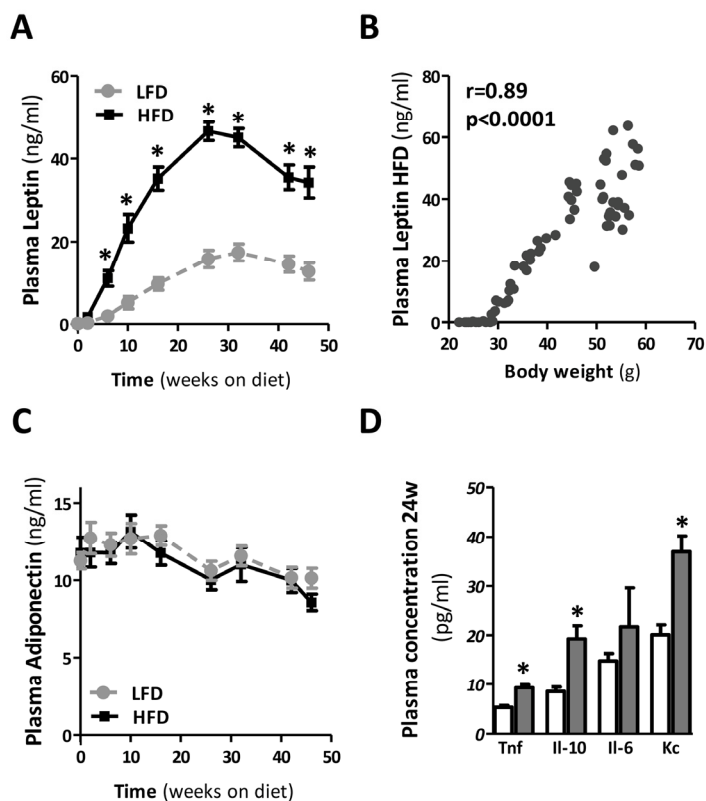 A
Plasma Leptin (ng/ml)
60
40
20
0
LFD
HFD
* * * * * * *
0 10 20 30 40 50
Time (weeks on diet)
B
Plasma Leptin HFD (ng/ml)
80
60
40
20
0
r=0.89
p<0.0001
20 30 40 50 60 70
Body weight (g)
C
Plasma Adiponectin (ng/ml)
15
10
5
0
LFD
HFD
0 10 20 30 40 50
Time (weeks on diet)
D
Plasma concentration 24w
(pg/ml)
50
40
30
20
10
0
* * *
Tnf Il-10 Il-6 Kc